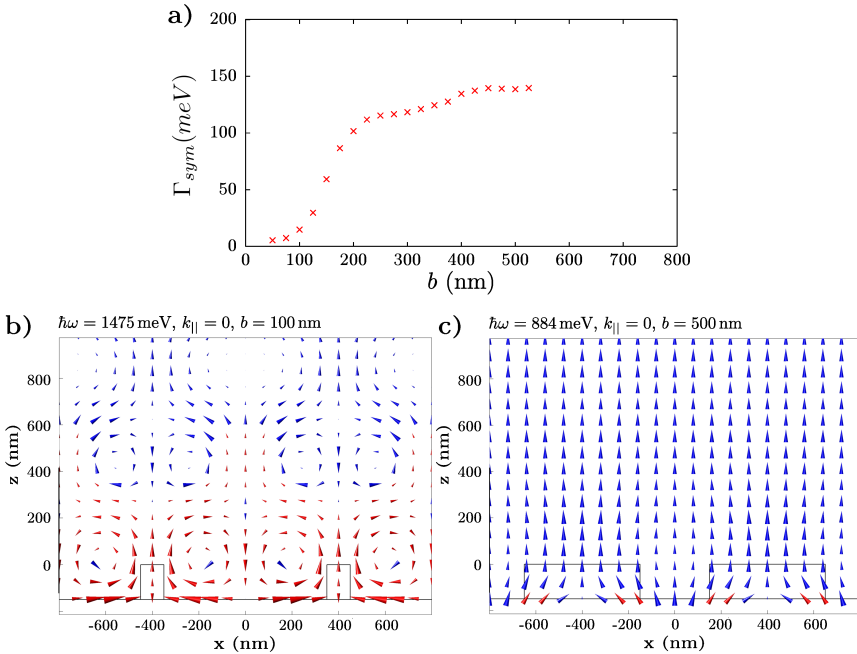 a)
200
150
100
50
0
Γsym(meV)
0 100 200 300 400 500 600 700 800
b (nm)
b)
ℏω = 1475 meV, k|| = 0, b = 100 nm
800
600
400
200
0
z (nm)
-600 -400 -200 0 200 400 600
x (nm)
c)
ℏω = 884 meV, k|| = 0, b = 500 nm
800
600
400
200
0
z (nm)
-600 -400 -200 0 200 400 600
x (nm)